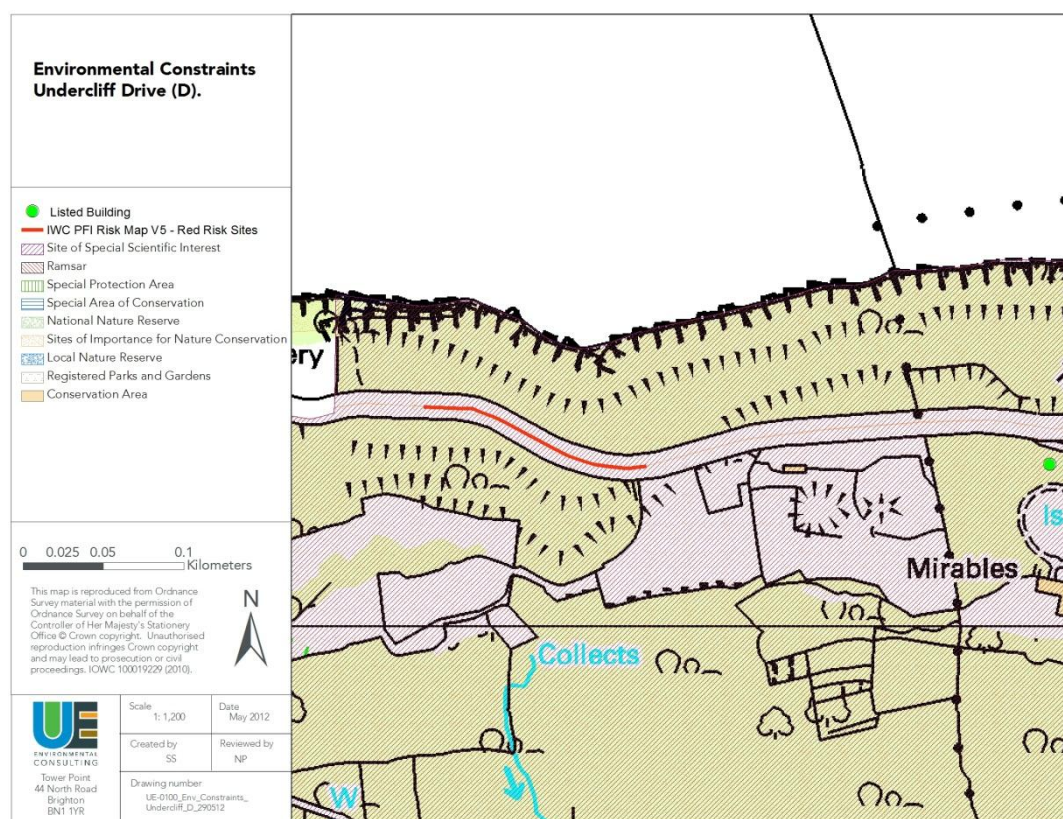 Environmental Constraints
Undercliff Drive (D).
Listed Building
IWC PFI Risk Map V5 - Red Risk Sites
Site of Special Scientific Interest
Ramsar
Special Protection Area
Special Area of Conservation
National Nature Reserve
Sites of Importance for Nature Conservation
Local Nature Reserve
Registered Parks and Gardens
Conservation Area
0 0.025 0.05 0.1
Kilometers
This map is reproduced from Ordnance
Survey material with the permission of
Ordnance Survey on behalf of the
Controller of Her Majesty's Stationery
Office © Crown copyright. Unauthorised
reproduction infringes Crown copyright
and may lead to prosecution or civil
proceedings. IOWC 100019229 (2010).
N
UE
ENVIRONMENTAL
CONSULTING
Tower Point
44 North Road
Brighton
BN1 1YR
Scale
1: 1,200
Date
May 2012
Created by
SS
Reviewed by
NP
Drawing number
UE-0100_Env_Constraints_
Undercliff_D_290512
ery
Is
Mirables
Collects
W